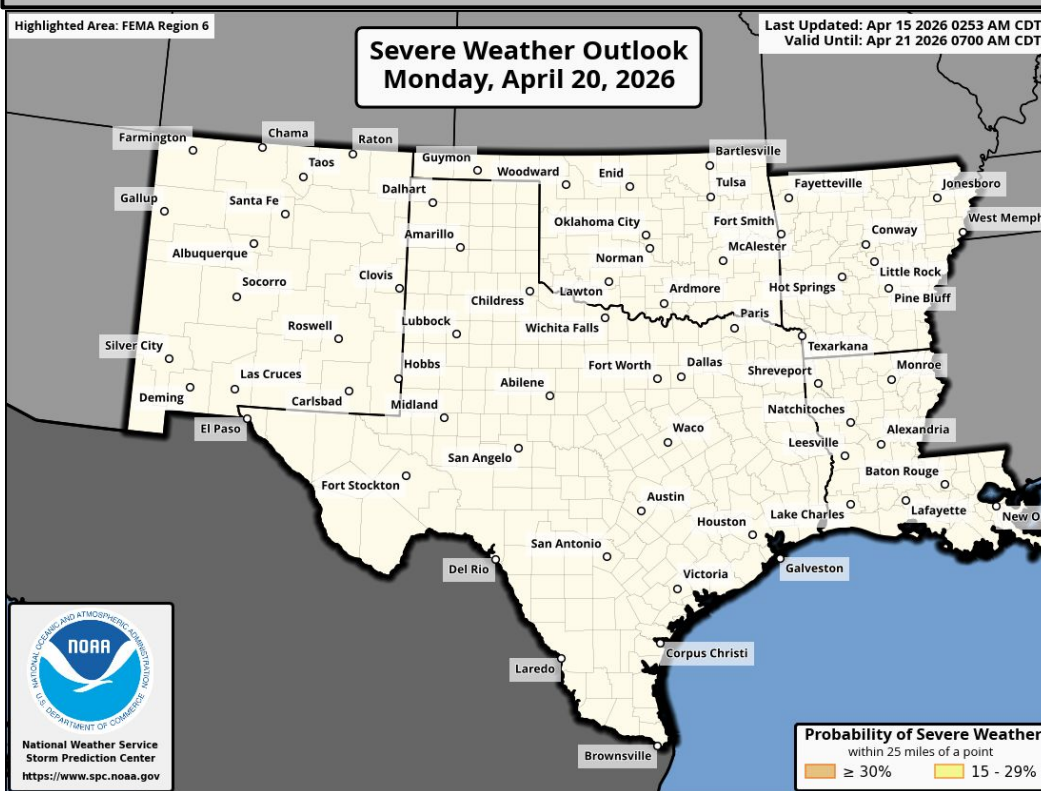 Highlighted Area: FEMA Region 6
Severe Weather Outlook
Monday, April 20, 2026
Last Updated: Apr 15 2026 0253 AM CDT
Valid Until: Apr 21 2026 0700 AM CDT
Farmington
Chama
Raton
Taos
Guymon
Woodward
Enid
Bartlesville
Tulsa
Fayetteville
Jonesboro
Gallup
Santa Fe
Dalhart
Oklahoma City
Fort Smith
West Memph
Albuquerque
Amarillo
Norman
McAlester
Conway
Socorro
Clovis
Childress
Lawton
Ardmore
Hot Springs
Little Rock
Pine Bluff
Roswell
Lubbock
Wichita Falls
Paris
Texarkana
Silver City
Las Cruces
Hobbs
Fort Worth
Dallas
Shreveport
Monroe
Deming
Carlsbad
Midland
Abilene
Natchitoches
El Paso
Waco
Leesville
Alexandria
San Angelo
Fort Stockton
Baton Rouge
Austin
Houston
Lake Charles
Lafayette
New O
San Antonio
Del Rio
Galveston
Victoria
Corpus Christi
Laredo
Brownsville
NATIONAL OCEANIC AND ATMOSPHERIC ADMINISTRATION
NOAA
U.S. DEPARTMENT OF COMMERCE
National Weather Service
Storm Prediction Center
https://www.spc.noaa.gov
Probability of Severe Weather
within 25 miles of a point
≥ 30%
15 - 29%